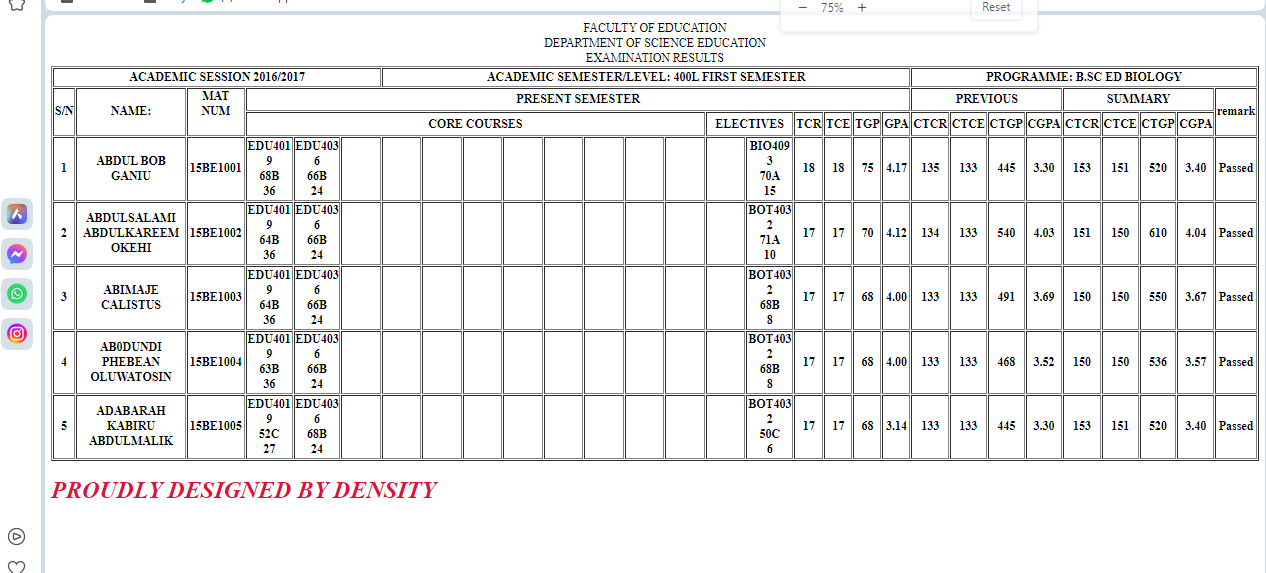 75%
Reset
FACULTY OF EDUCATION
DEPARTMENT OF SCIENCE EDUCATION
EXAMINATION RESULTS
ACADEMIC SESSION 2016/2017 ACADEMIC SEMESTER/LEVEL: 400L FIRST SEMESTER PROGRAMME: B.SC ED BIOLOGY
S/N NAME: MAT NUM PRESENT SEMESTER PREVIOUS SUMMARY remark
CORE COURSES ELECTIVES TCR TCE TGP GPA CTCR CTCE CTGP CGPA CTCR CTCE CTGP CGPA
1 ABDUL BOB GANIU 15BE1001 EDU401 9 68B 36 EDU403 6 66B 24 BIO409 3 70A 15 18 18 75 4.17 135 133 445 3.30 153 151 520 3.40 Passed
2 ABDULSALAMI ABDULKAREEM OKEHI 15BE1002 EDU401 9 64B 36 EDU403 6 66B 24 BOT403 2 71A 10 17 17 70 4.12 134 133 540 4.03 151 150 610 4.04 Passed
3 ABIMAJE CALISTUS 15BE1003 EDU401 9 64B 36 EDU403 6 66B 24 BOT403 2 68B 8 17 17 68 4.00 133 133 491 3.69 150 150 550 3.67 Passed
4 AB0DUNDI PHEBEAN OLUWATOSIN 15BE1004 EDU401 9 63B 36 EDU403 6 66B 24 BOT403 2 68B 8 17 17 68 4.00 133 133 468 3.52 150 150 536 3.57 Passed
5 ADABARAH KABIRU ABDULMALIK 15BE1005 EDU401 9 52C 27 EDU403 6 68B 24 BOT403 2 50C 6 17 17 68 3.14 133 133 445 3.30 153 151 520 3.40 Passed
PROUDLY DESIGNED BY DENSITY